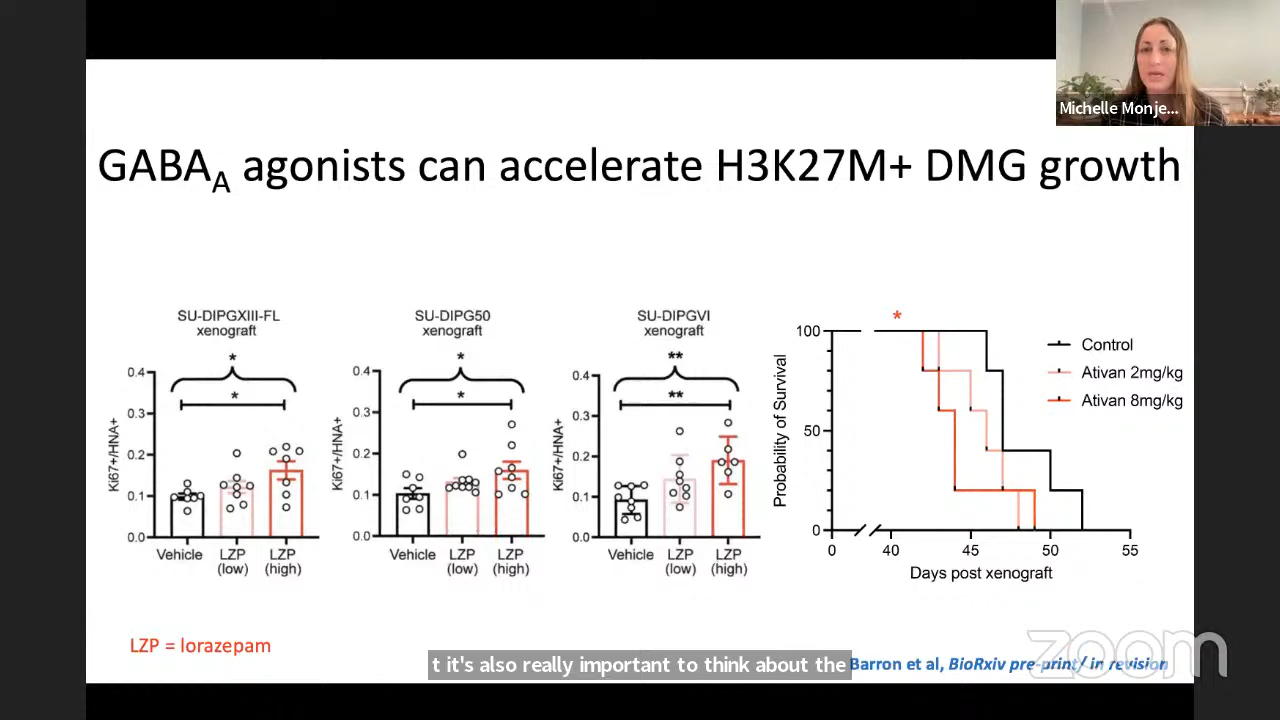 Michelle Monje...
GABAA agonists can accelerate H3K27M+ DMG growth
SU-DIPGXIII-FL
xenograft
*
*
0.4
0.3
0.2
0.1
0.0
Ki67+/HNA+
Vehicle
LZP
(low)
LZP
(high)
SU-DIPG50
xenograft
*
*
0.4
0.3
0.2
0.1
0.0
Ki67+/HNA+
Vehicle
LZP
(low)
LZP
(high)
SU-DIPGVI
xenograft
**
**
0.4
0.3
0.2
0.1
0.0
Ki67+/HNA+
Vehicle
LZP
(low)
LZP
(high)
*
100
50
0
Probability of Survival
Control
Ativan 2mg/kg
Ativan 8mg/kg
0
40
45
50
55
Days post xenograft
LZP = lorazepam
t it's also really important to think about the
Barron et al, BioRxiv pre-print/ in revision
zoom